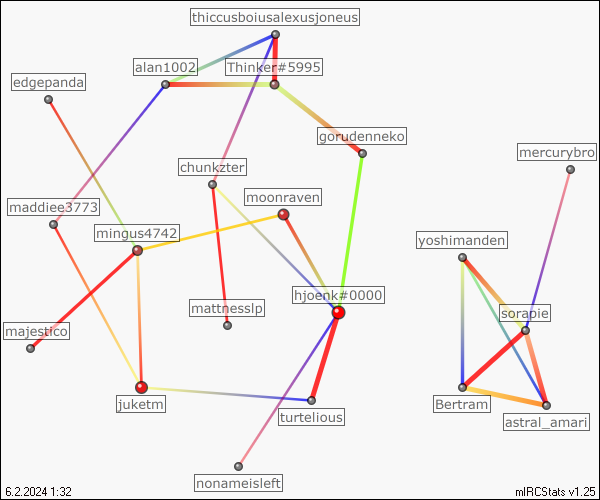 thiccusboiusalexusjoneus
alan1002
Thinker#5995
edgepanda
gorudenneko
mercurybro
chunkzter
moonraven
maddiee3773
mingus4742
yoshimanden
hjoenk#0000
mattnesslp
sorapie
majestico
juketm
turtelious
Bertram
astral_amari
nonameisleft
6.2.2024 1:32
mIRCStats v1.25